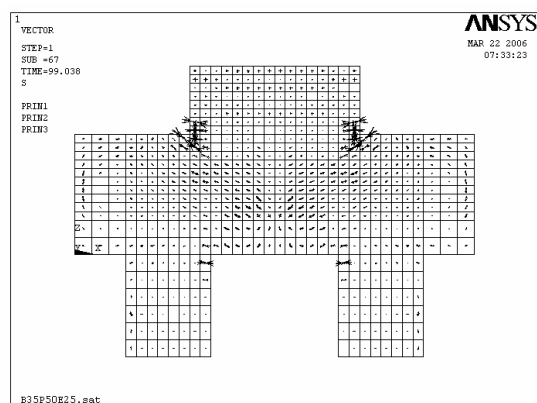 1
VECTOR
STEP=1
SUB =67
TIME=99.038
S
PRIN1
PRIN2
PRIN3
ANSYS
MAR 22 2006
07:33:23
Z
Y X
B35P50E25.sat